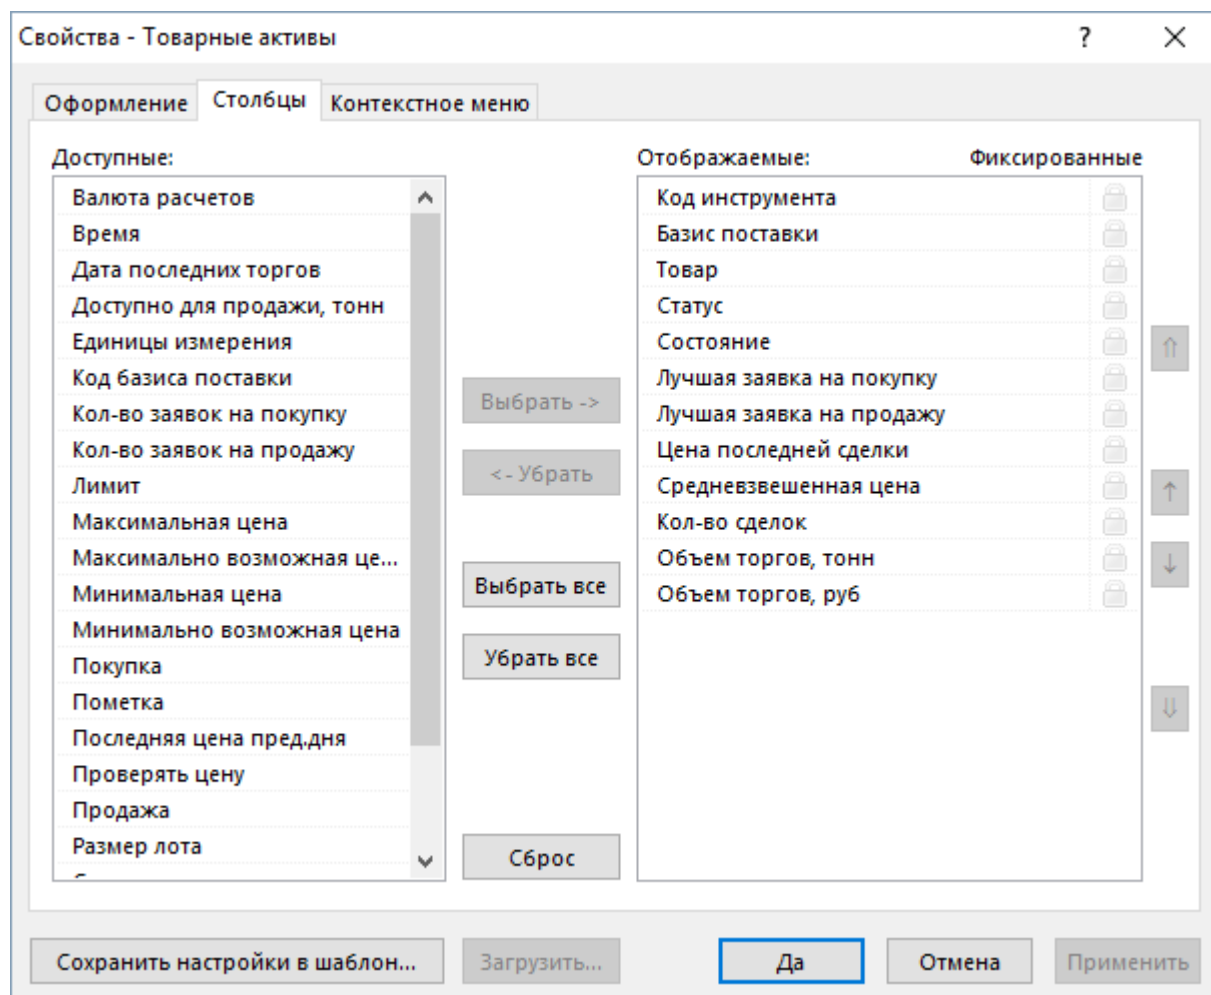 Свойства - Товарные активы
?
Оформление
Столбцы
Контекстное меню
Доступные:
Валюта расчетов
Время
Дата последних торгов
Доступно для продажи, тонн
Единицы измерения
Код базиса поставки
Кол-во заявок на покупку
Кол-во заявок на продажу
Лимит
Максимальная цена
Максимально возможная це...
Минимальная цена
Минимально возможная цена
Покупка
Пометка
Последняя цена пред.дня
Проверять цену
Продажа
Размер лота
Выбрать ->
<- Убрать
Выбрать все
Убрать все
Сброс
Отображаемые:
Фиксированные
Код инструмента
Базис поставки
Товар
Статус
Состояние
Лучшая заявка на покупку
Лучшая заявка на продажу
Цена последней сделки
Средневзвешенная цена
Кол-во сделок
Объем торгов, тонн
Объем торгов, руб
Сохранить настройки в шаблон...
Загрузить...
Да
Отмена
Применить